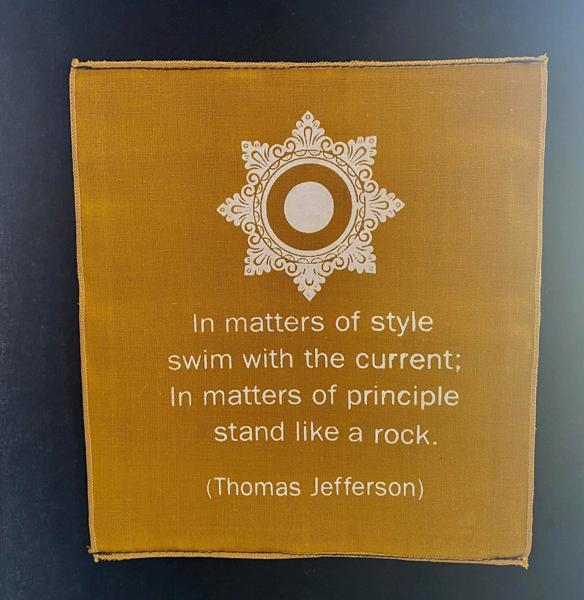 In matters of style
swim with the current;
In matters of principle
stand like a rock.
(Thomas Jefferson)